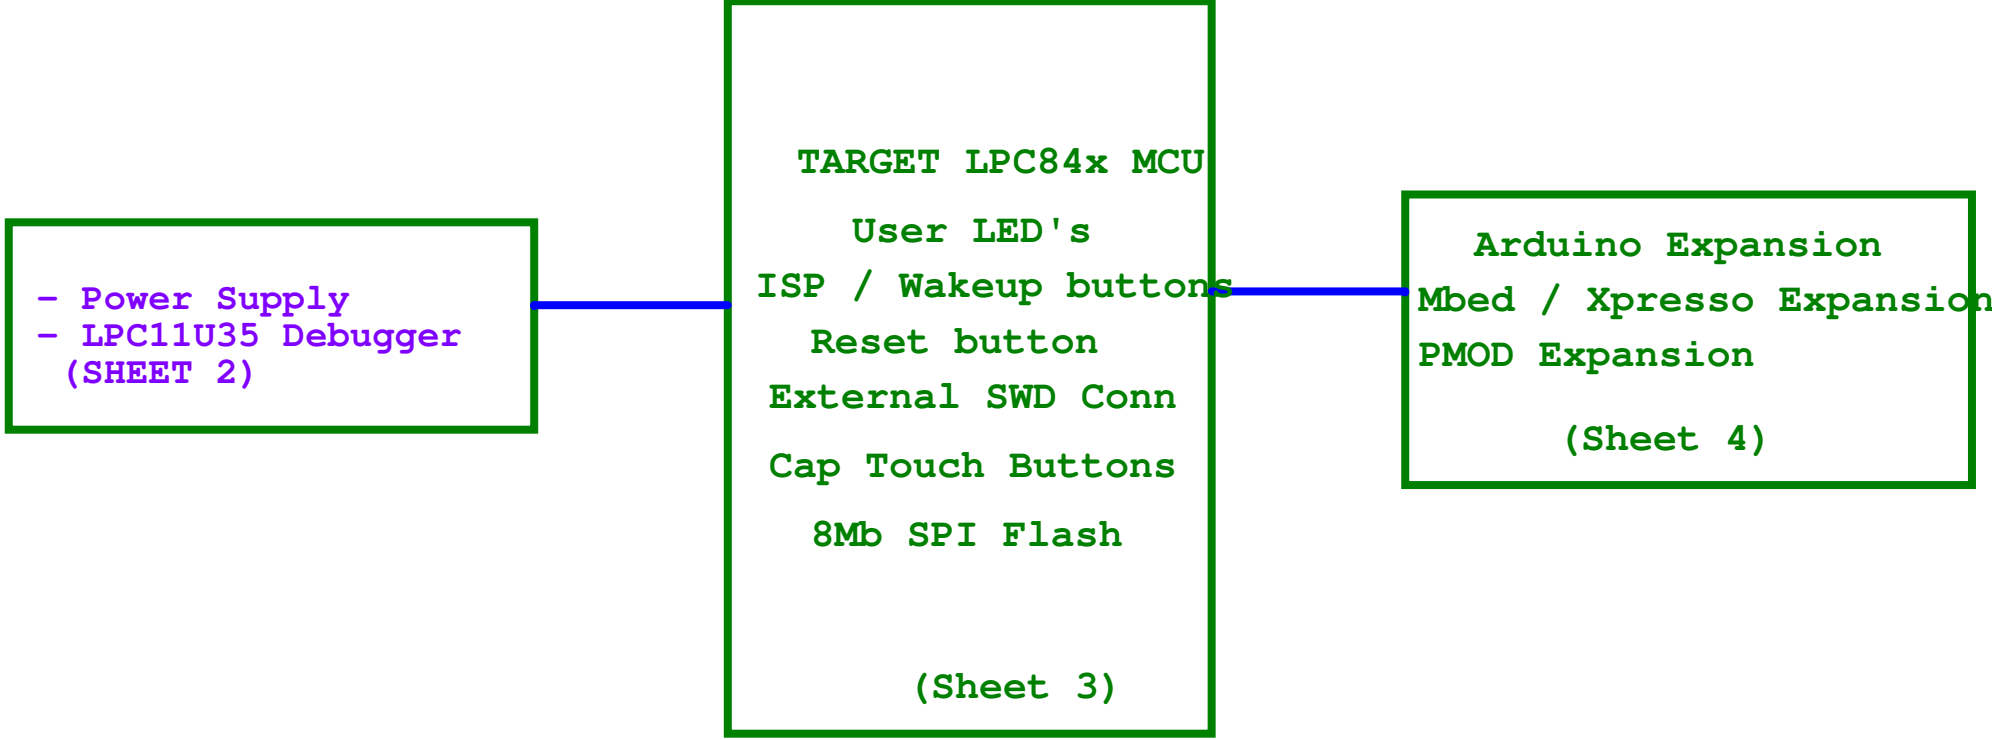 - Power Supply
- LPC11U35 Debugger
(SHEET 2)
TARGET LPC84x MCU
User LED's
ISP / Wakeup buttons
Reset button
External SWD Conn
Cap Touch Buttons
8Mb SPI Flash
(Sheet 3)
Arduino Expansion
Mbed / Xpresso Expansion
PMOD Expansion
(Sheet 4)